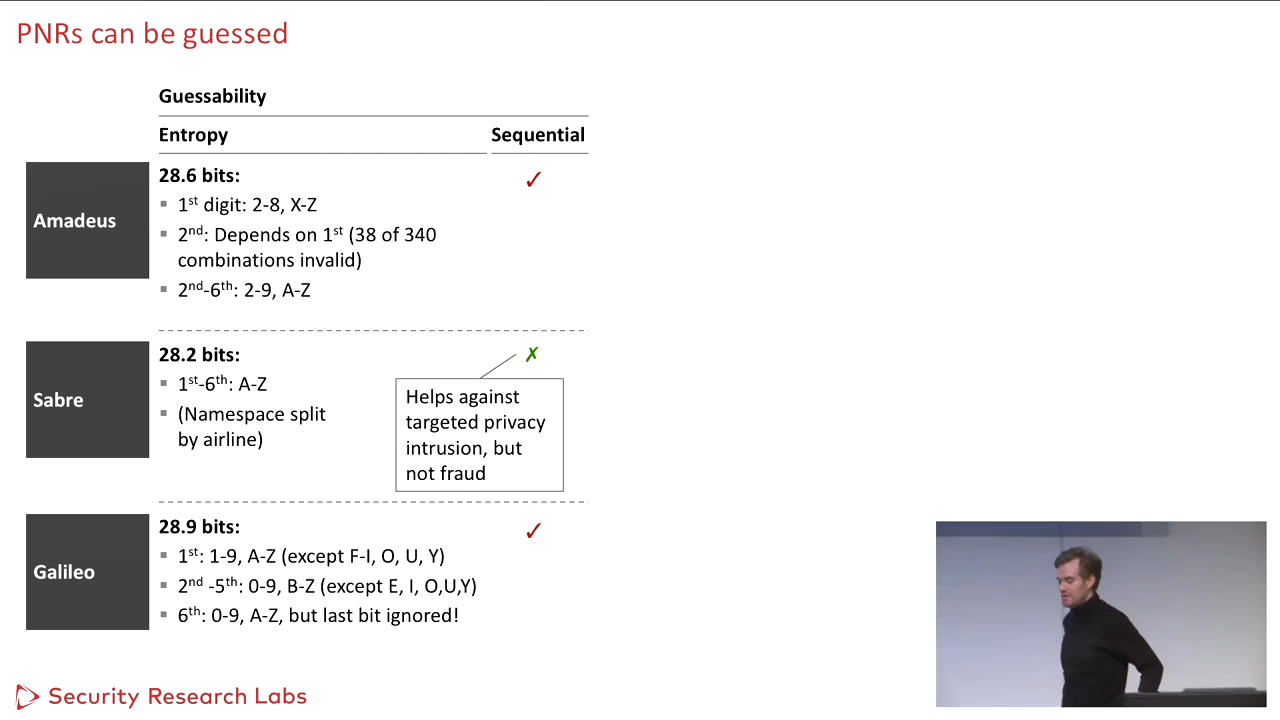 PNRs can be guessed
Guessability
Entropy
Sequential
Amadeus
28.6 bits:
✓
▪ 1st digit: 2-8, X-Z
▪ 2nd: Depends on 1st (38 of 340
combinations invalid)
▪ 2nd-6th: 2-9, A-Z
Sabre
28.2 bits:
✗
▪ 1st-6th: A-Z
▪ (Namespace split
by airline)
Helps against
targeted privacy
intrusion, but
not fraud
Galileo
28.9 bits:
✓
▪ 1st: 1-9, A-Z (except F-I, O, U, Y)
▪ 2nd -5th: 0-9, B-Z (except E, I, O,U,Y)
▪ 6th: 0-9, A-Z, but last bit ignored!
Security Research Labs